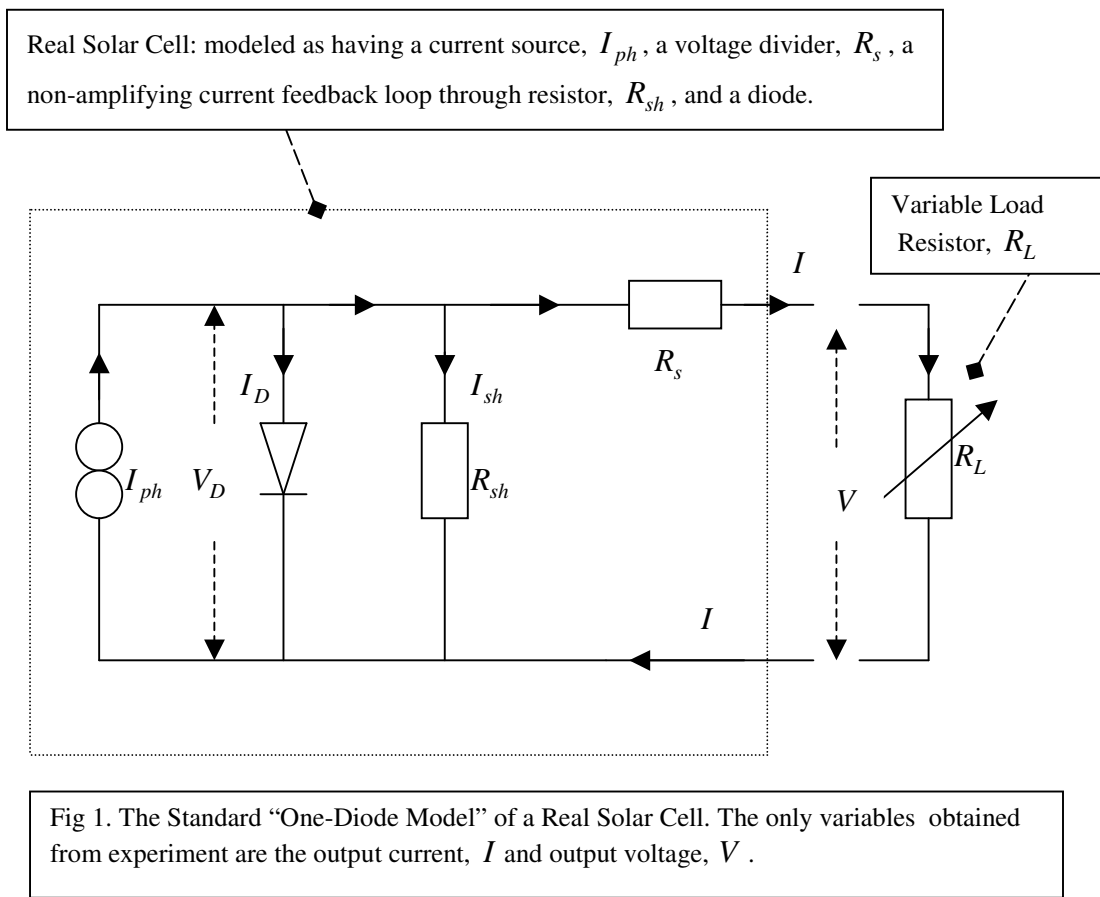 Real Solar Cell: modeled as having a current source, I_ph, a voltage divider, R_s, a
non-amplifying current feedback loop through resistor, R_sh, and a diode.
Variable Load
Resistor, R_L
I
R_s
I_D
I_sh
I_ph
V_D
R_sh
V
R_L
I
Fig 1. The Standard “One-Diode Model” of a Real Solar Cell. The only variables obtained
from experiment are the output current, I and output voltage, V .